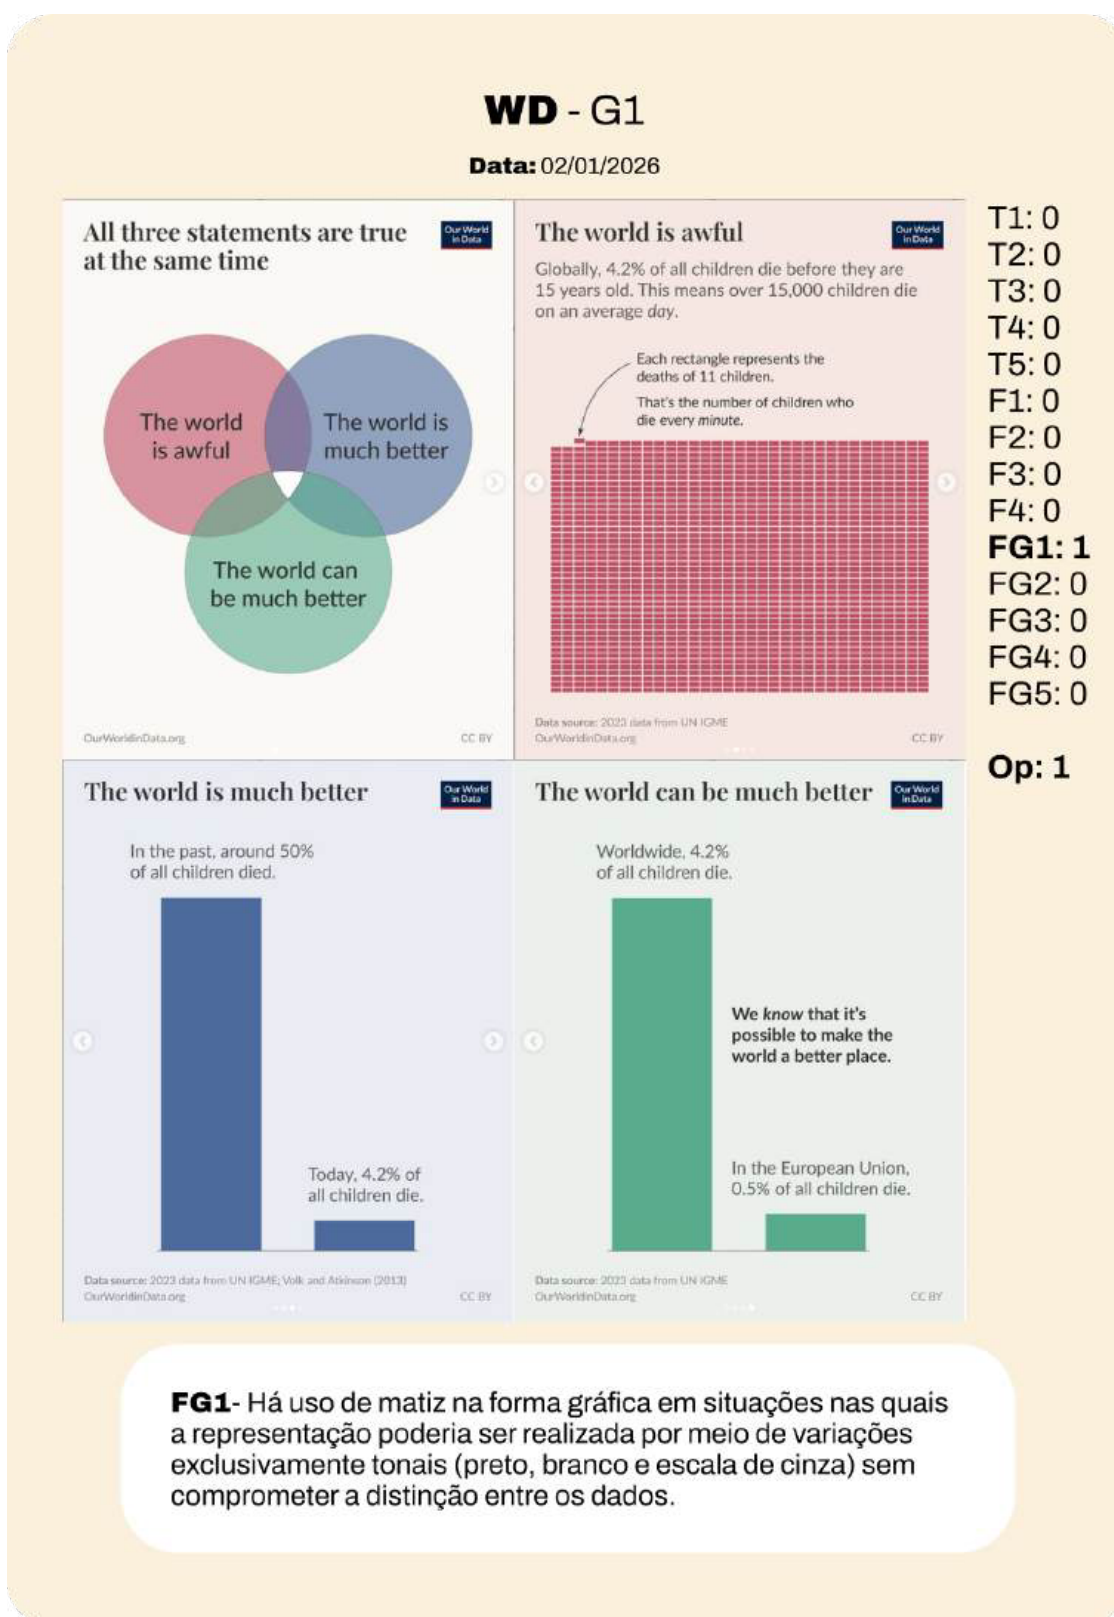 WD - G1
Data: 02/01/2026
All three statements are true
at the same time
Our World
in Data
The world
is awful
The world is
much better
The world can
be much better
OurWorldinData.org
CC BY
The world is awful
Our World
in Data
Globally, 4.2% of all children die before they are
15 years old. This means over 15,000 children die
on an average day.
Each rectangle represents the
deaths of 11 children.
That's the number of children who
die every minute.
Data source: 2023 data from UN IGME
OurWorldinData.org
CC BY
The world is much better
Our World
in Data
In the past, around 50%
of all children died.
Today, 4.2% of
all children die.
Data source: 2023 data from UN IGME; Volk and Atkinson (2013)
OurWorldinData.org
CC BY
The world can be much better
Our World
in Data
Worldwide, 4.2%
of all children die.
We know that it's
possible to make the
world a better place.
In the European Union,
0.5% of all children die.
Data source: 2023 data from UN IGME
OurWorldinData.org
CC BY
T1: 0
T2: 0
T3: 0
T4: 0
T5: 0
F1: 0
F2: 0
F3: 0
F4: 0
FG1: 1
FG2: 0
FG3: 0
FG4: 0
FG5: 0
Op: 1
FG1- Há uso de matiz na forma gráfica em situações nas quais
a representação poderia ser realizada por meio de variações
exclusivamente tonais (preto, branco e escala de cinza) sem
comprometer a distinção entre os dados.